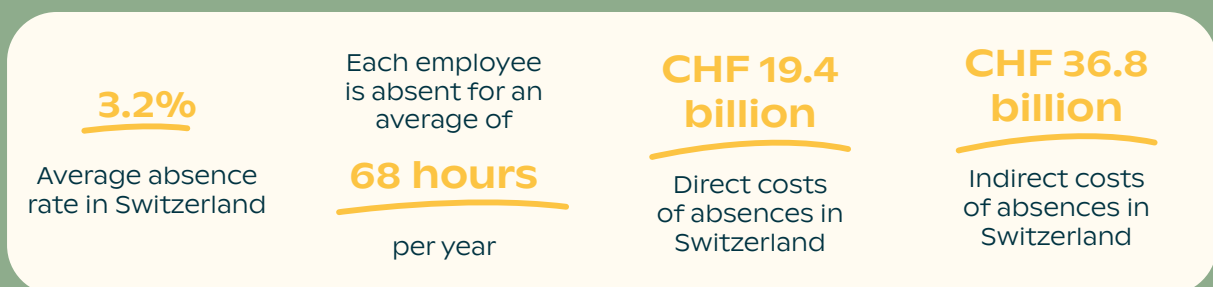 3.2%
Average absence
rate in Switzerland
Each employee
is absent for an
average of
68 hours
per year
CHF 19.4
billion
Direct costs
of absences in
Switzerland
CHF 36.8
billion
Indirect costs
of absences in
Switzerland